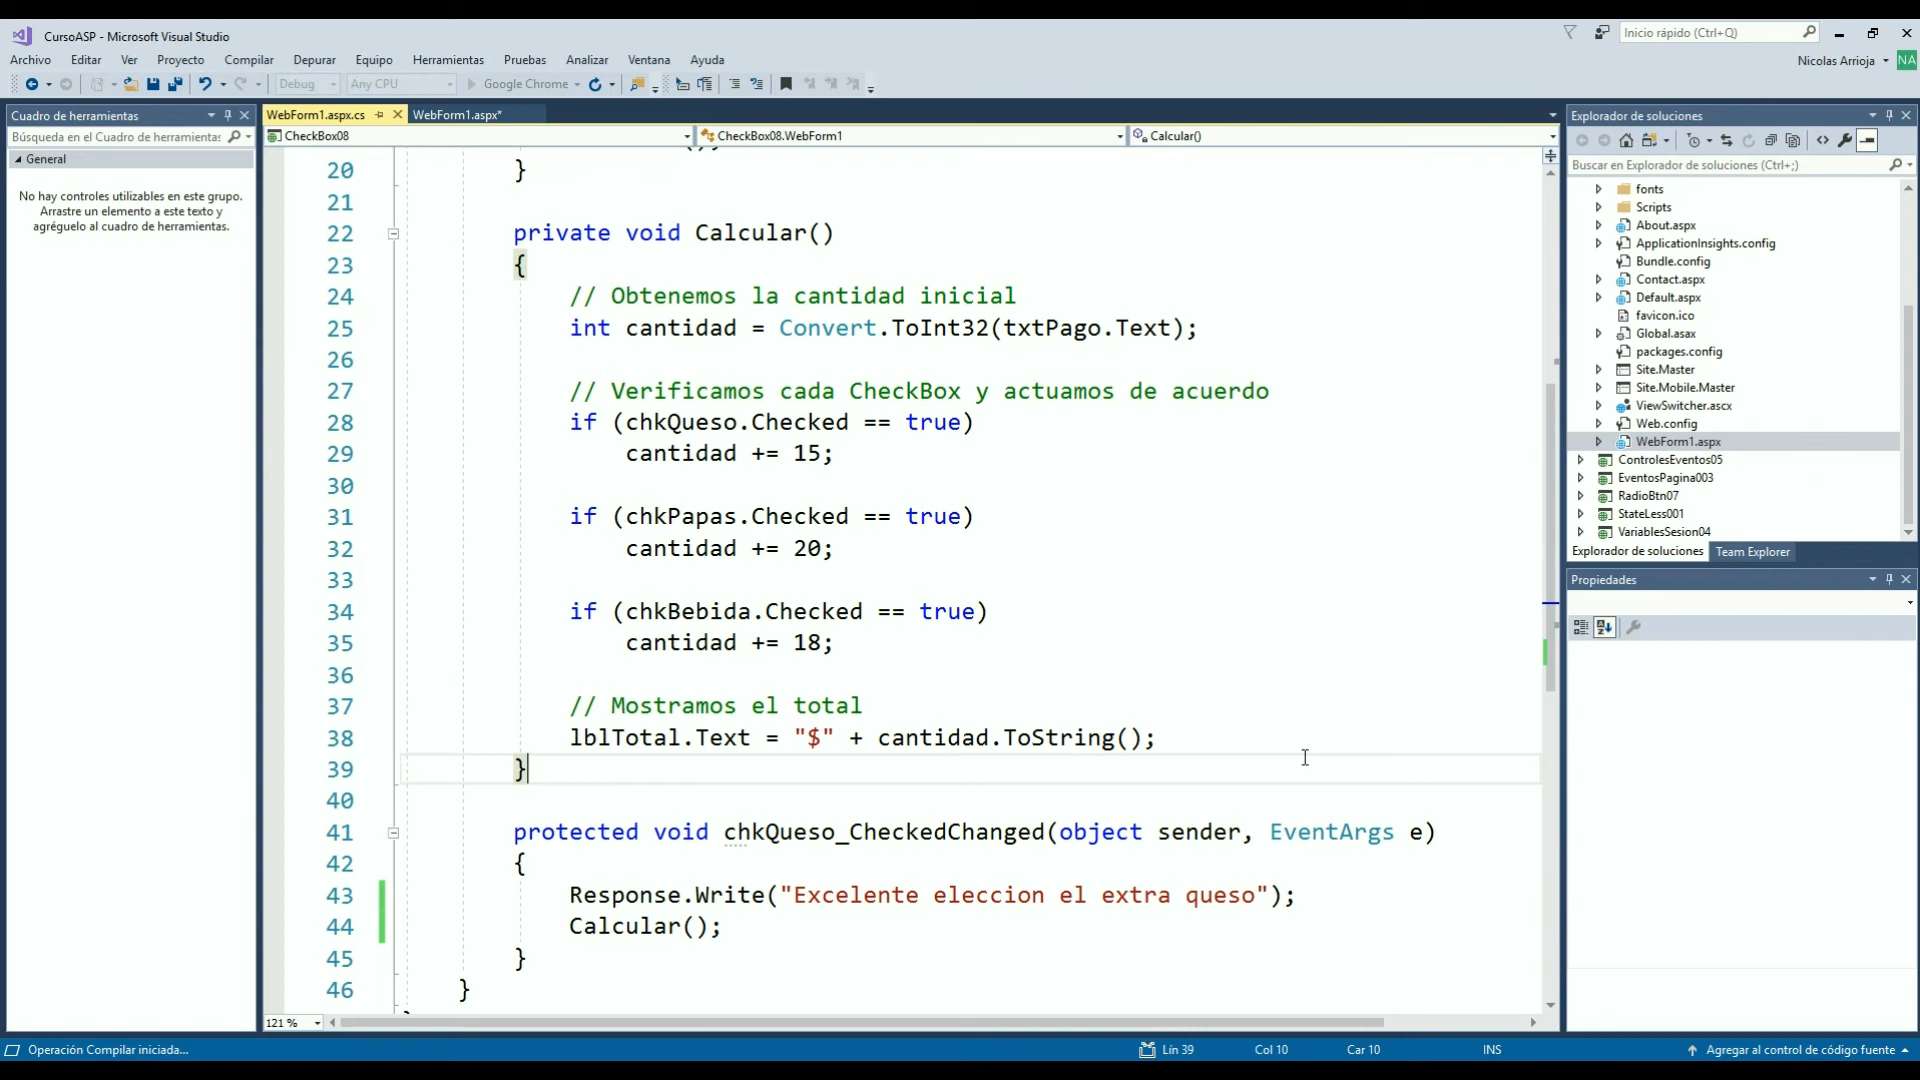 CursoASP - Microsoft Visual Studio
Inicio rápido (Ctrl+Q)
Archivo Editar Ver Proyecto Compilar Depurar Equipo Herramientas Pruebas Analizar Ventana Ayuda
Nicolas Arrioja NA
Debug Any CPU Google Chrome
Cuadro de herramientas
Búsqueda en el Cuadro de herramientas
General
No hay controles utilizables en este grupo.
Arrastre un elemento a este texto y
agréguelo al cuadro de herramientas.
WebForm1.aspx.cs WebForm1.aspx*
CheckBox08 CheckBox08.WebForm1 Calcular()
20 }
21
22 private void Calcular()
23 {
24 // Obtenemos la cantidad inicial
25 int cantidad = Convert.ToInt32(txtPago.Text);
26
27 // Verificamos cada CheckBox y actuamos de acuerdo
28 if (chkQueso.Checked == true)
29 cantidad += 15;
30
31 if (chkPapas.Checked == true)
32 cantidad += 20;
33
34 if (chkBebida.Checked == true)
35 cantidad += 18;
36
37 // Mostramos el total
38 lblTotal.Text = "$" + cantidad.ToString();
39 }
40
41 protected void chkQueso_CheckedChanged(object sender, EventArgs e)
42 {
43 Response.Write("Excelente eleccion el extra queso");
44 Calcular();
45 }
46 }
121 %
Explorador de soluciones
Buscar en Explorador de soluciones (Ctrl+;)
fonts
Scripts
About.aspx
ApplicationInsights.config
Bundle.config
Contact.aspx
Default.aspx
favicon.ico
Global.asax
packages.config
Site.Master
Site.Mobile.Master
ViewSwitcher.ascx
Web.config
WebForm1.aspx
ControlesEventos05
EventosPagina003
RadioBtn07
StateLess001
VariablesSesion04
Explorador de soluciones Team Explorer
Propiedades
Operación Compilar iniciada...
Lín 39 Col 10 Car 10 INS
Agregar al control de código fuente